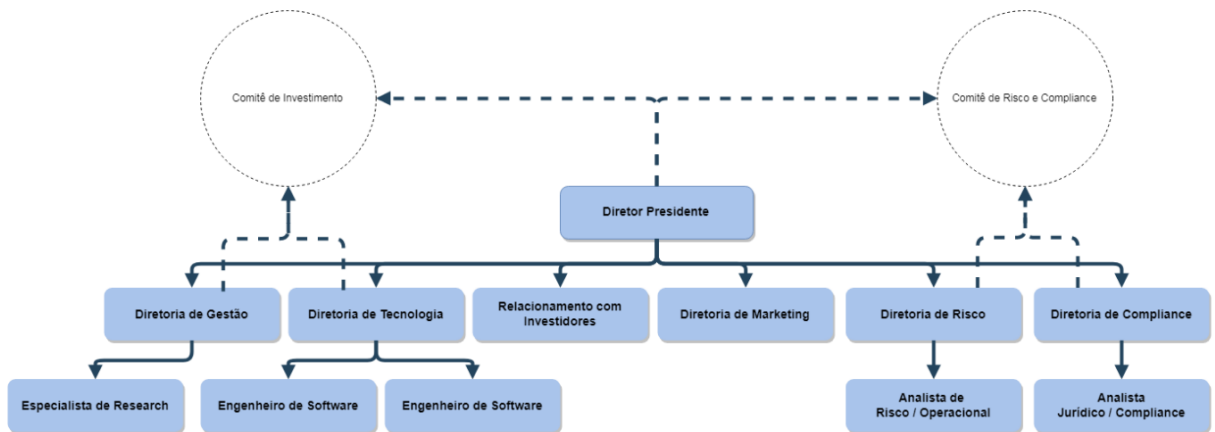 Comitê de Investimento
Comitê de Risco e Compliance
Diretor Presidente
Diretoria de Gestão
Diretoria de Tecnologia
Relacionamento com
Investidores
Diretoria de Marketing
Diretoria de Risco
Diretoria de Compliance
Especialista de Research
Engenheiro de Software
Engenheiro de Software
Analista de
Risco / Operacional
Analista
Jurídico / Compliance